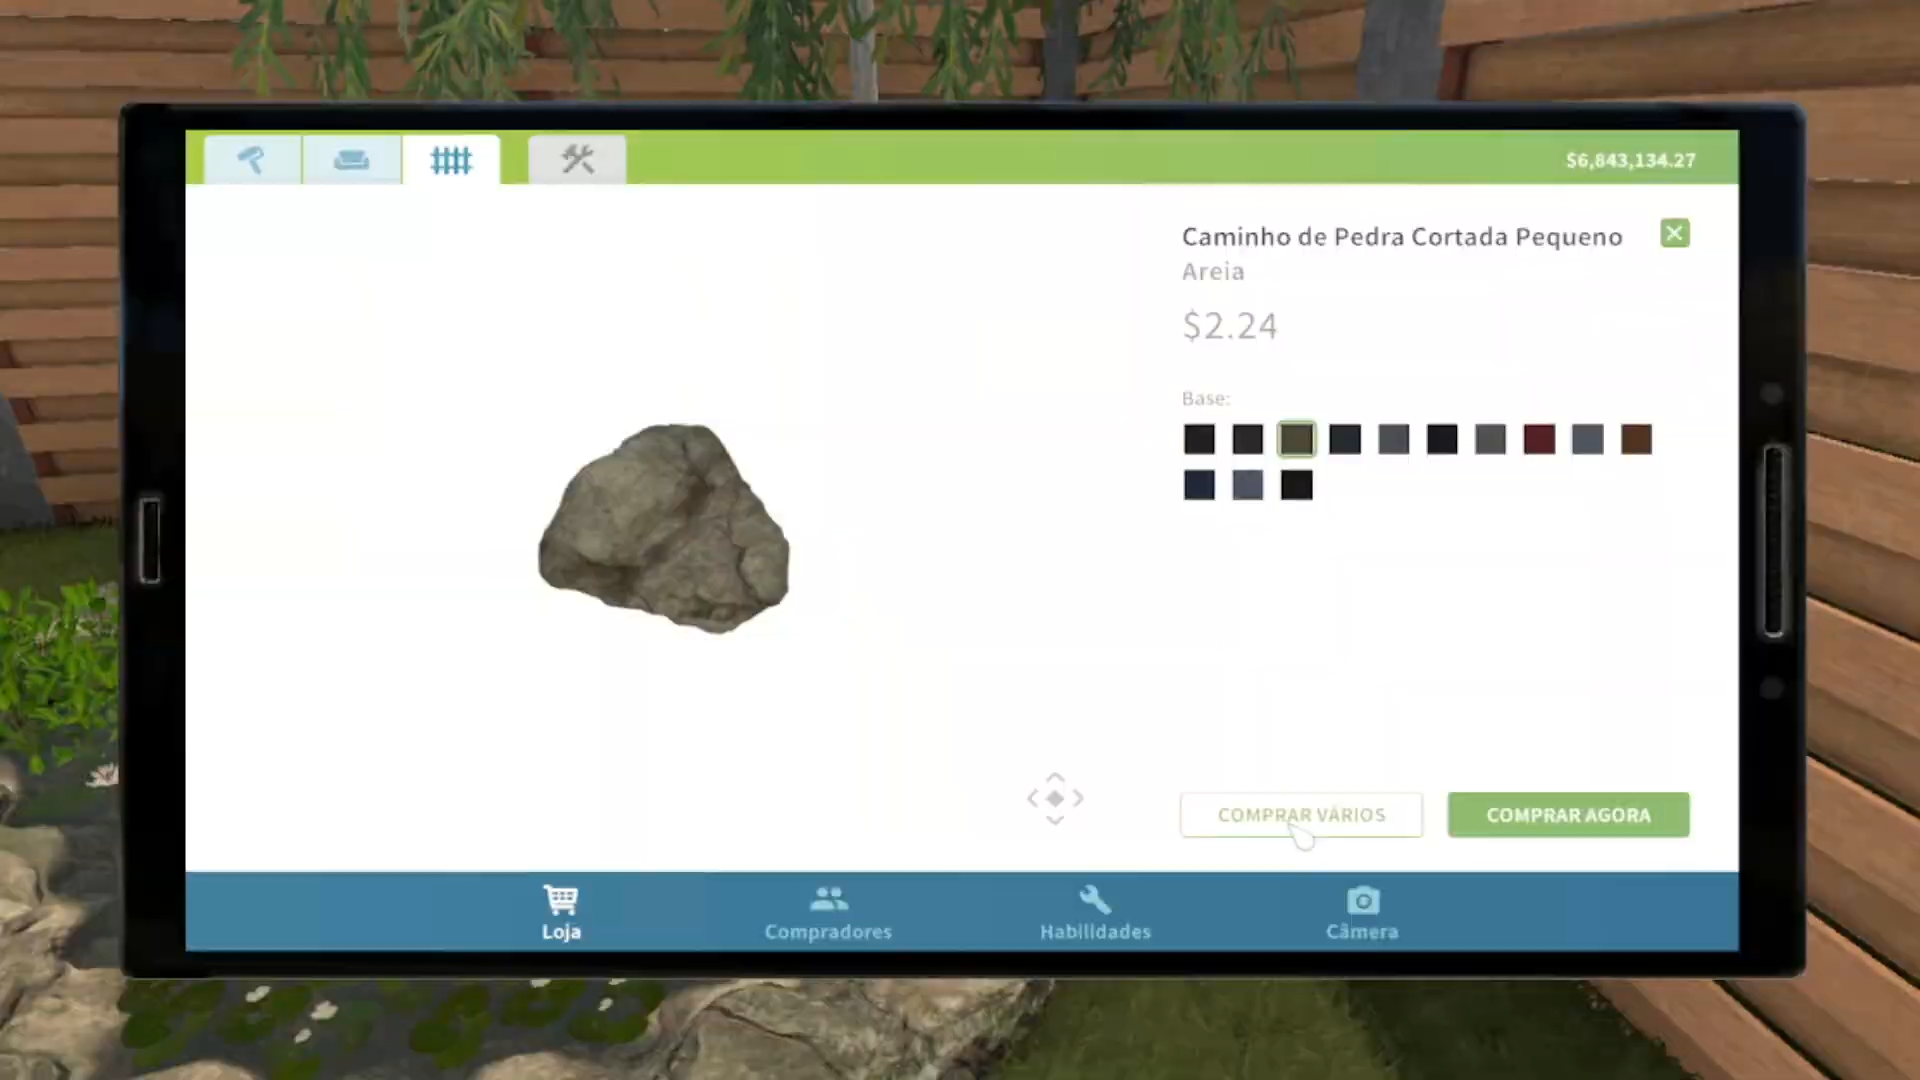 $6,843,134.27
Caminho de Pedra Cortada Pequeno
Areia
$2.24
Base:
COMPRAR VÁRIOS
COMPRAR AGORA
Loja
Compradores
Habilidades
Câmera